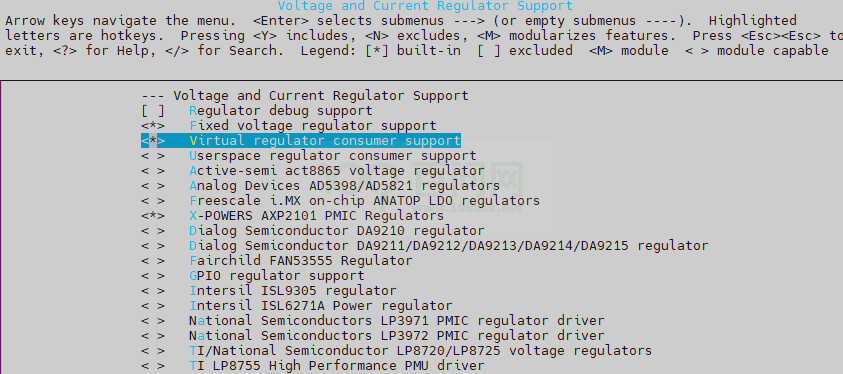 Voltage and Current Regulator Support
Arrow keys navigate the menu. <Enter> selects submenus ---> (or empty submenus ----). Highlighted
letters are hotkeys. Pressing <Y> includes, <N> excludes, <M> modularizes features. Press <Esc><Esc> to
exit, <?> for Help, </> for Search. Legend: [*] built-in [ ] excluded <M> module < > module capable
--- Voltage and Current Regulator Support
[ ] Regulator debug support
<*> Fixed voltage regulator support
<*> Virtual regulator consumer support
< > Userspace regulator consumer support
< > Active-semi act8865 voltage regulator
< > Analog Devices AD5398/AD5821 regulators
< > Freescale i.MX on-chip ANATOP LDO regulators
<*> X-POWERS AXP2101 PMIC Regulators
< > Dialog Semiconductor DA9210 regulator
< > Dialog Semiconductor DA9211/DA9212/DA9213/DA9214/DA9215 regulator
< > Fairchild FAN53555 Regulator
< > GPIO regulator support
< > Intersil ISL9305 regulator
< > Intersil ISL6271A Power regulator
< > National Semiconductors LP3971 PMIC regulator driver
< > National Semiconductors LP3972 PMIC regulator driver
< > TI/National Semiconductor LP8720/LP8725 voltage regulators
< > TI LP8755 High Performance PMU driver